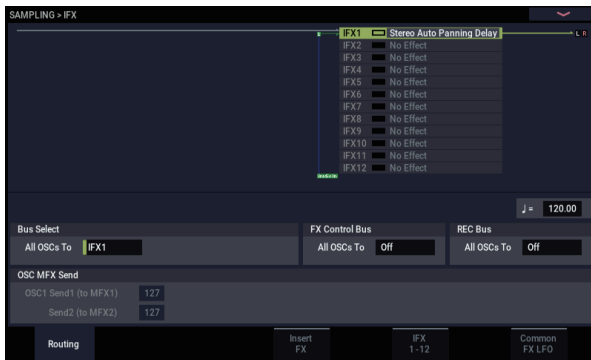 SAMPLING > IFX
IFX1 Stereo Auto Panning Delay L R
IFX2 No Effect
IFX3 No Effect
IFX4 No Effect
IFX5 No Effect
IFX6 No Effect
IFX7 No Effect
IFX8 No Effect
IFX9 No Effect
IFX10 No Effect
IFX11 No Effect
IFX12 No Effect
♩ = 120.00
Bus Select
All OSCs To IFX1
FX Control Bus
All OSCs To Off
REC Bus
All OSCs To Off
OSC MFX Send
OSC1 Send1 (to MFX1) 127
Send2 (to MFX2) 127
Routing
Insert
FX
IFX
1-12
Common
FX LFO